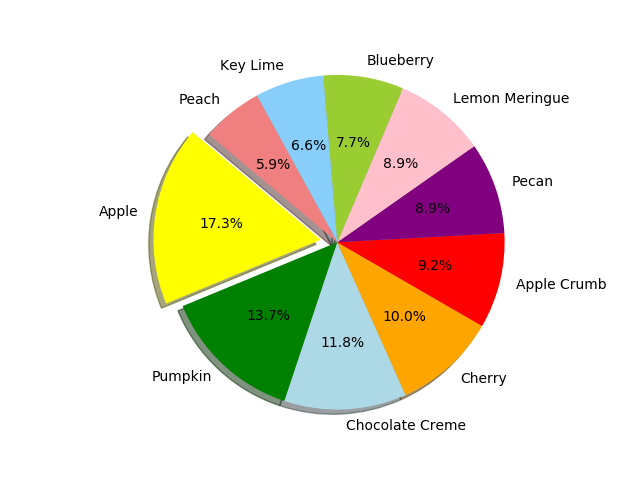 Blueberry
Key Lime
Lemon Meringue
Peach
6.6%
7.7%
5.9%
8.9%
Pecan
Apple
17.3%
8.9%
9.2%
Apple Crumb
13.7%
10.0%
11.8%
Pumpkin
Cherry
Chocolate Creme